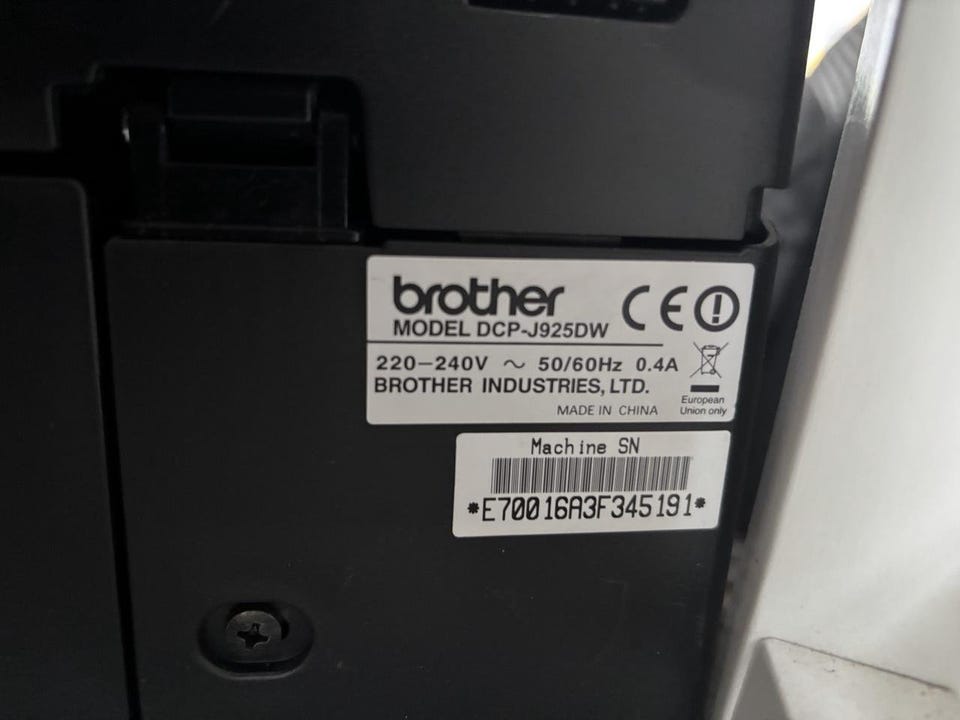 brother
MODEL DCP-J925DW
220-240V ~ 50/60Hz 0.4A
BROTHER INDUSTRIES, LTD.
MADE IN CHINA
CE
European
Union only
Machine SN
*E70016A3F345191*